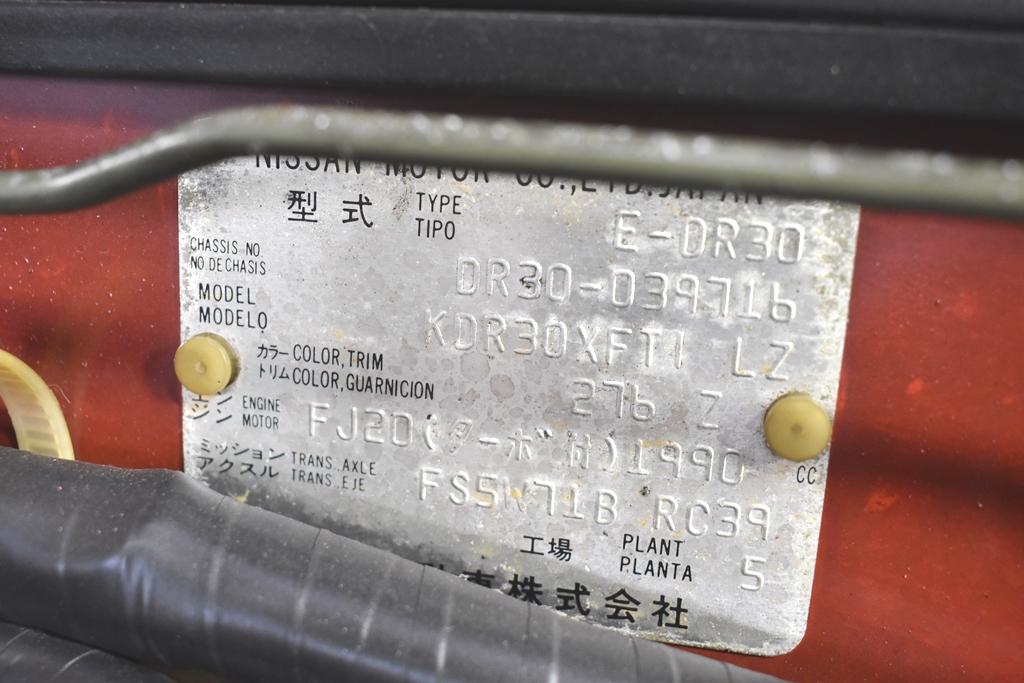 NISSAN MOTOR CO.,LTD.JAPAN
型式 TYPE TIPO E-DR30
CHASSIS NO. NO.DE CHASIS DR30-039716
MODEL MODELO KDR30XFT1 LZ
カラー COLOR,TRIM
トリム COLOR,GUARNICION 276 Z
エンジン ENGINE MOTOR FJ20(ターボ付)1990 CC
ミッション TRANS.,AXLE
アクスル TRANS.,EJE FS5W71B RC39
工場 PLANT PLANTA 5
動車株式会社